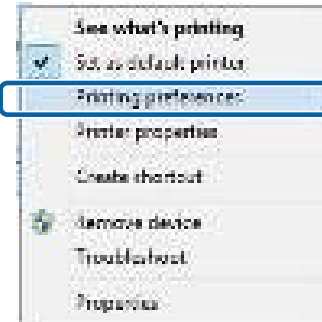 See what's printing
Set as default printer
Printing preferences
Printer properties
Create shortcut
Remove device
Troubleshoot
Properties